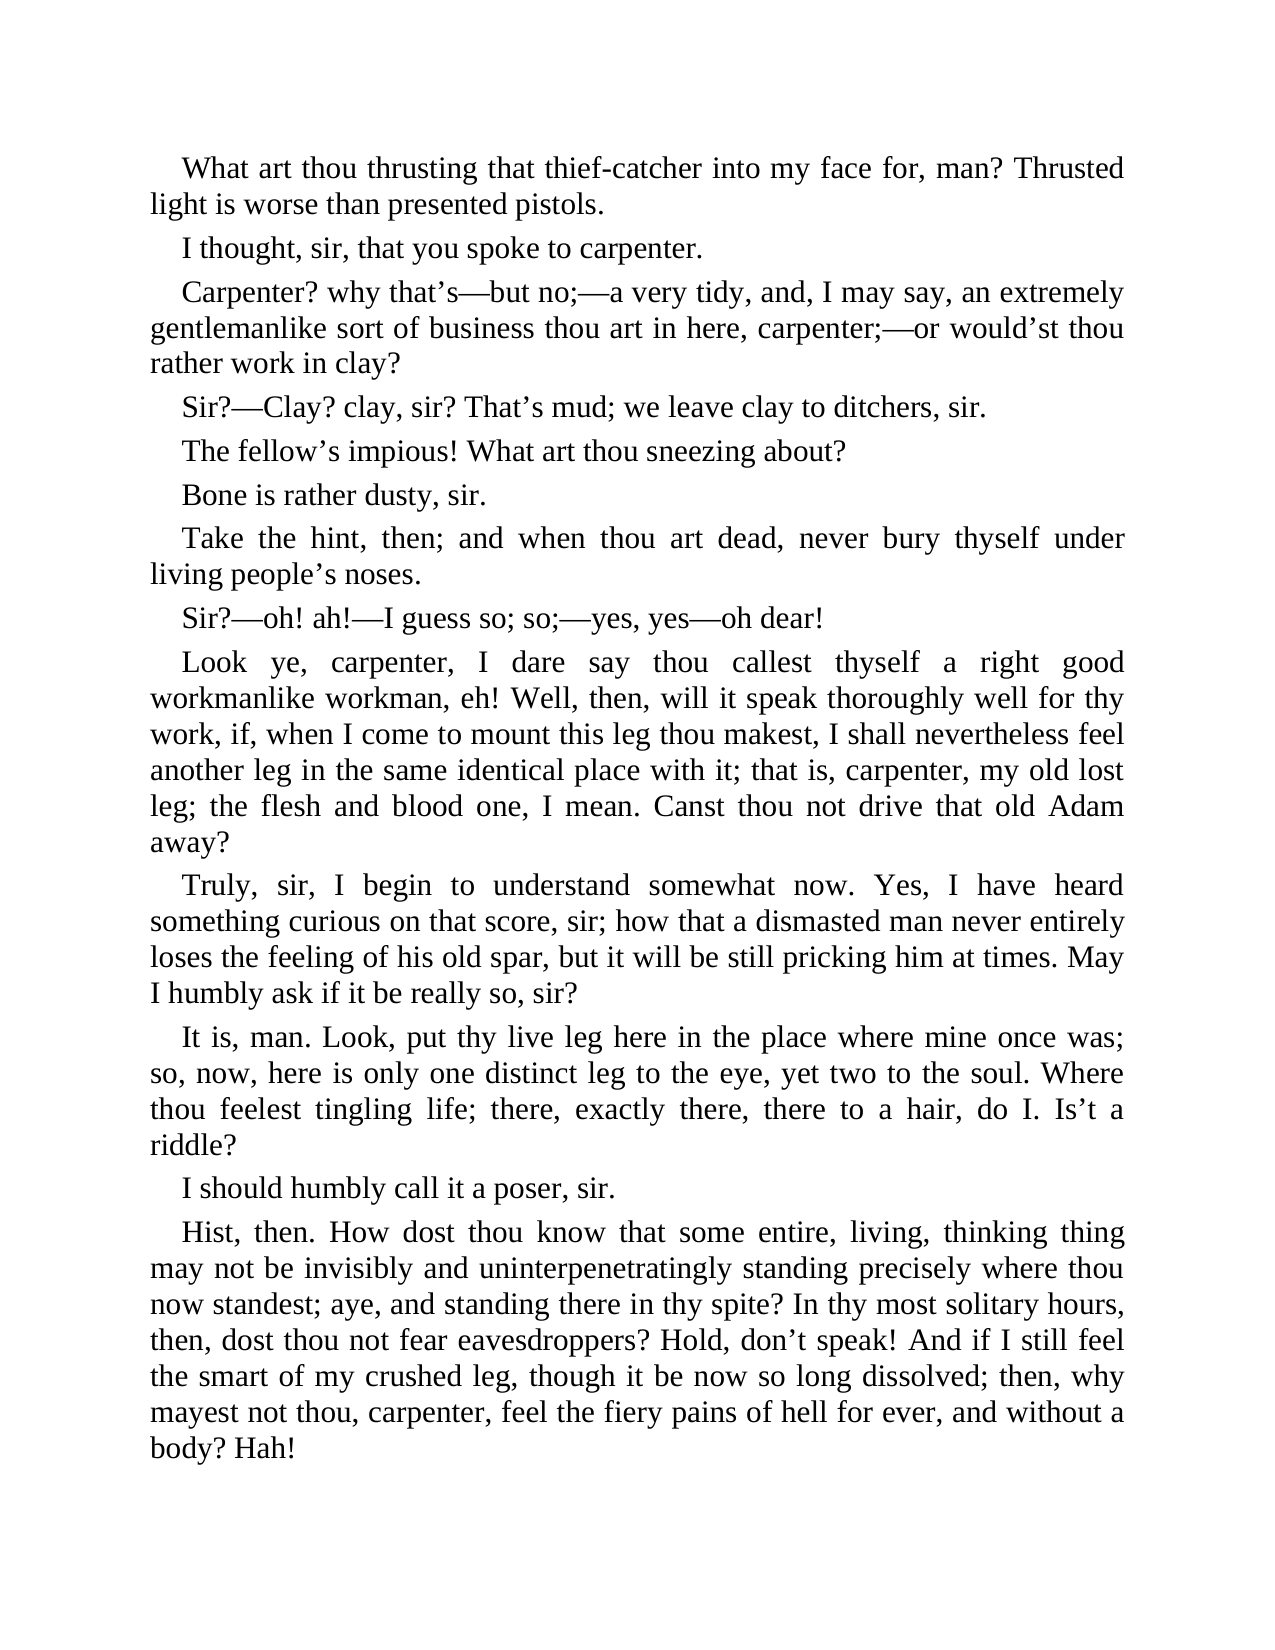 What art thou thrusting that thief-catcher into my face for, man? Thrusted
light is worse than presented pistols.
I thought, sir, that you spoke to carpenter.
Carpenter? why that’s—but no;—a very tidy, and, I may say, an extremely
gentlemanlike sort of business thou art in here, carpenter;—or would’st thou
rather work in clay?
Sir?—Clay? clay, sir? That’s mud; we leave clay to ditchers, sir.
The fellow’s impious! What art thou sneezing about?
Bone is rather dusty, sir.
Take the hint, then; and when thou art dead, never bury thyself under
living people’s noses.
Sir?—oh! ah!—I guess so; so;—yes, yes—oh dear!
Look ye, carpenter, I dare say thou callest thyself a right good
workmanlike workman, eh! Well, then, will it speak thoroughly well for thy
work, if, when I come to mount this leg thou makest, I shall nevertheless feel
another leg in the same identical place with it; that is, carpenter, my old lost
leg; the flesh and blood one, I mean. Canst thou not drive that old Adam
away?
Truly, sir, I begin to understand somewhat now. Yes, I have heard
something curious on that score, sir; how that a dismasted man never entirely
loses the feeling of his old spar, but it will be still pricking him at times. May
I humbly ask if it be really so, sir?
It is, man. Look, put thy live leg here in the place where mine once was;
so, now, here is only one distinct leg to the eye, yet two to the soul. Where
thou feelest tingling life; there, exactly there, there to a hair, do I. Is’t a
riddle?
I should humbly call it a poser, sir.
Hist, then. How dost thou know that some entire, living, thinking thing
may not be invisibly and uninterpenetratingly standing precisely where thou
now standest; aye, and standing there in thy spite? In thy most solitary hours,
then, dost thou not fear eavesdroppers? Hold, don’t speak! And if I still feel
the smart of my crushed leg, though it be now so long dissolved; then, why
mayest not thou, carpenter, feel the fiery pains of hell for ever, and without a
body? Hah!